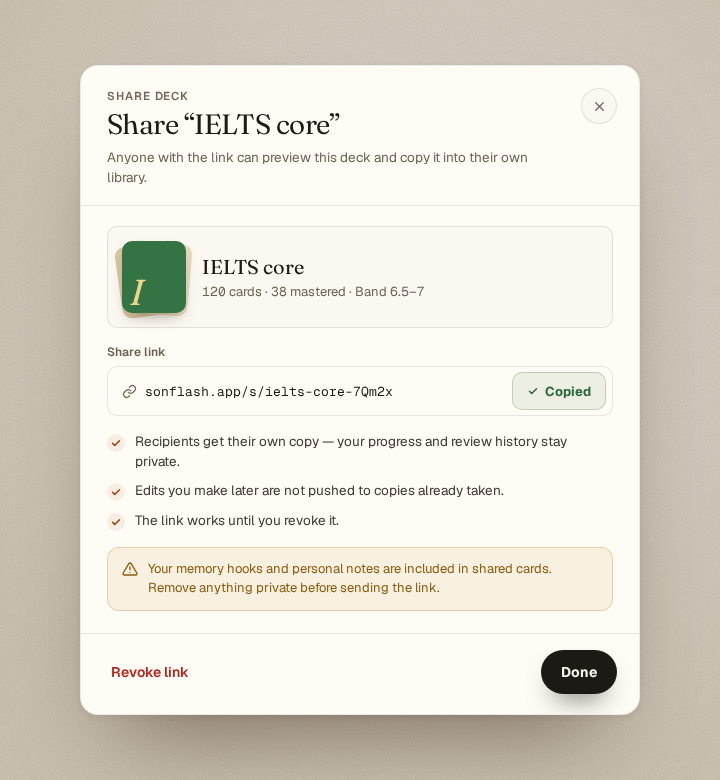 SHARE DECK
Share “IELTS core”
Anyone with the link can preview this deck and copy it into their own
library.
I
IELTS core
120 cards · 38 mastered · Band 6.5–7
Share link
sonflash.app/s/ielts-core-7Qm2x
Copied
Recipients get their own copy — your progress and review history stay
private.
Edits you make later are not pushed to copies already taken.
The link works until you revoke it.
Your memory hooks and personal notes are included in shared cards.
Remove anything private before sending the link.
Revoke link
Done